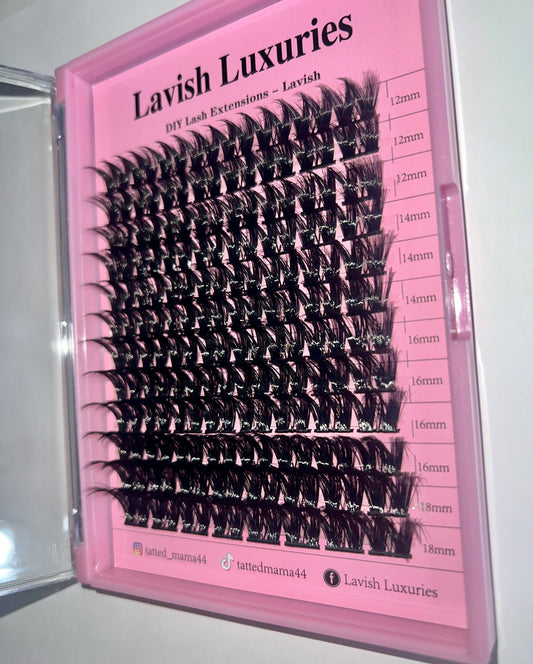 Lavish Luxuries
DIY Lash Extensions – Lavish
12mm
12mm
12mm
14mm
14mm
14mm
16mm
16mm
16mm
16mm
18mm
18mm
tatted_mama44
tattedmama44
Lavish Luxuries